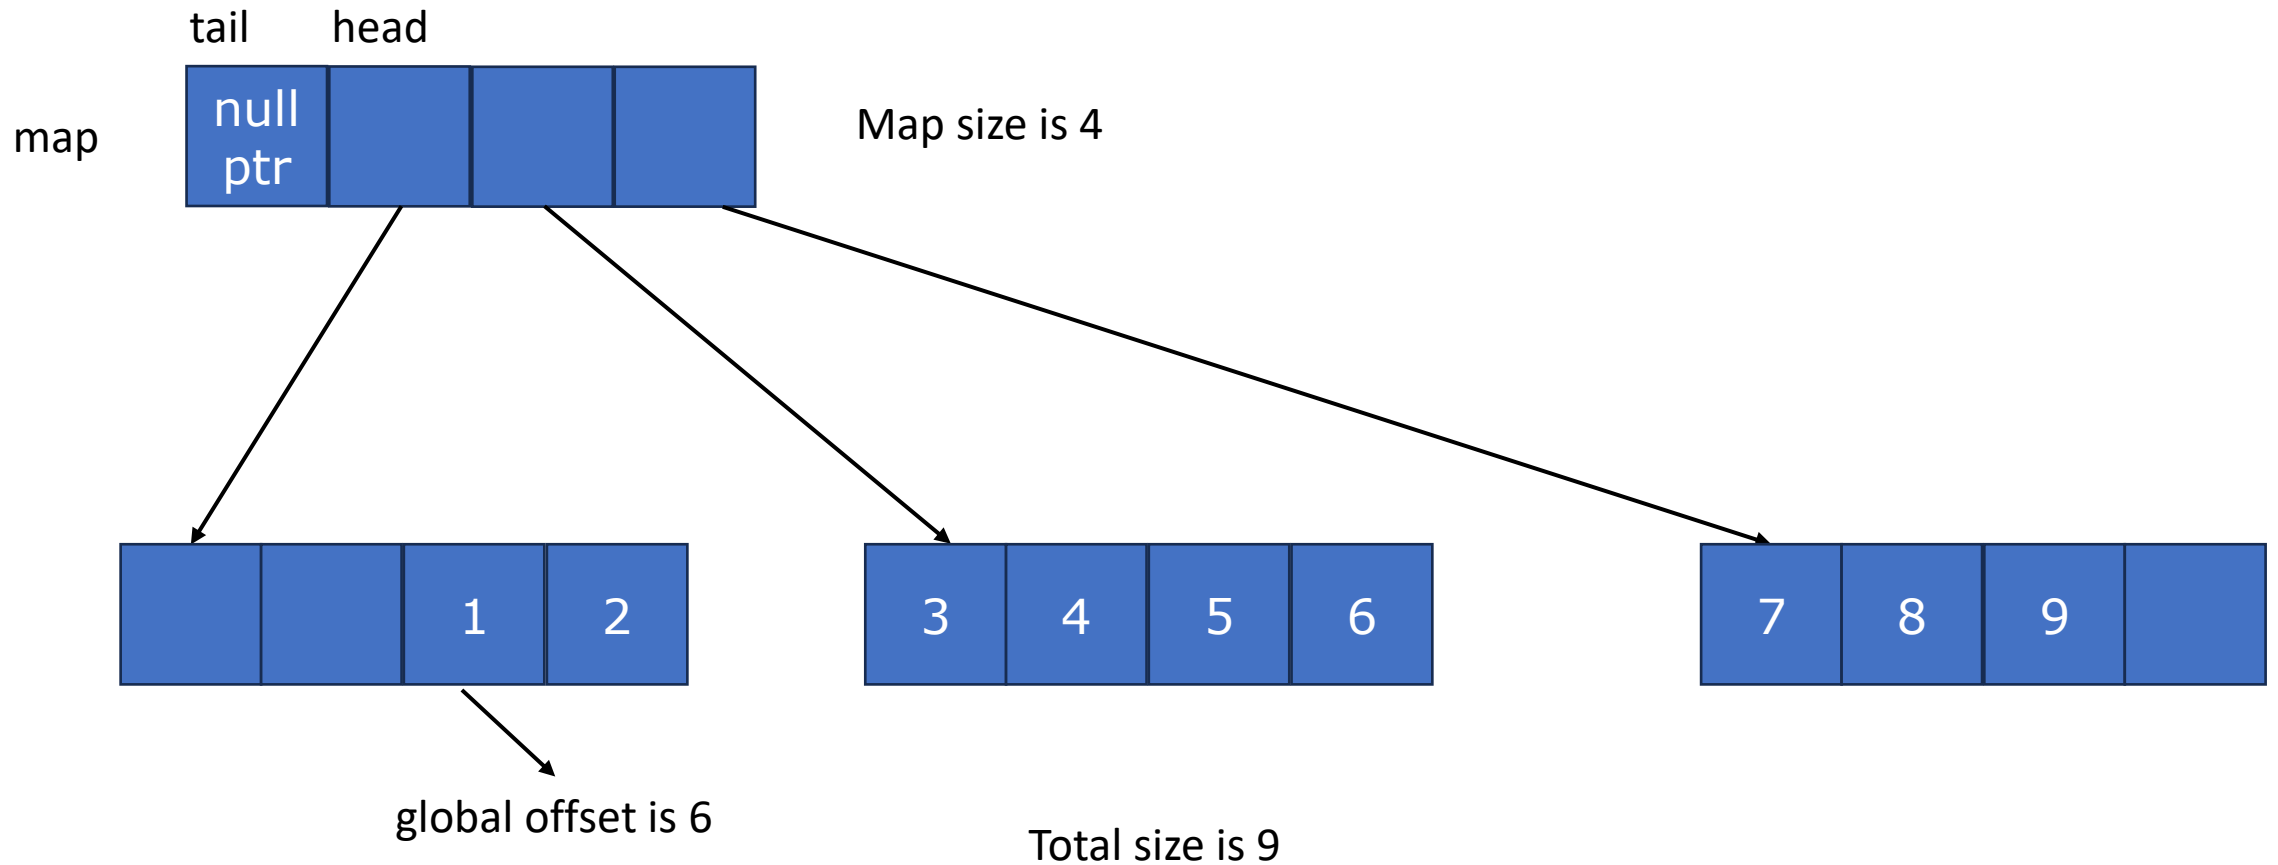 tail
head
null
ptr
map
Map size is 4
1
2
3
4
5
6
7
8
9
global offset is 6
Total size is 9